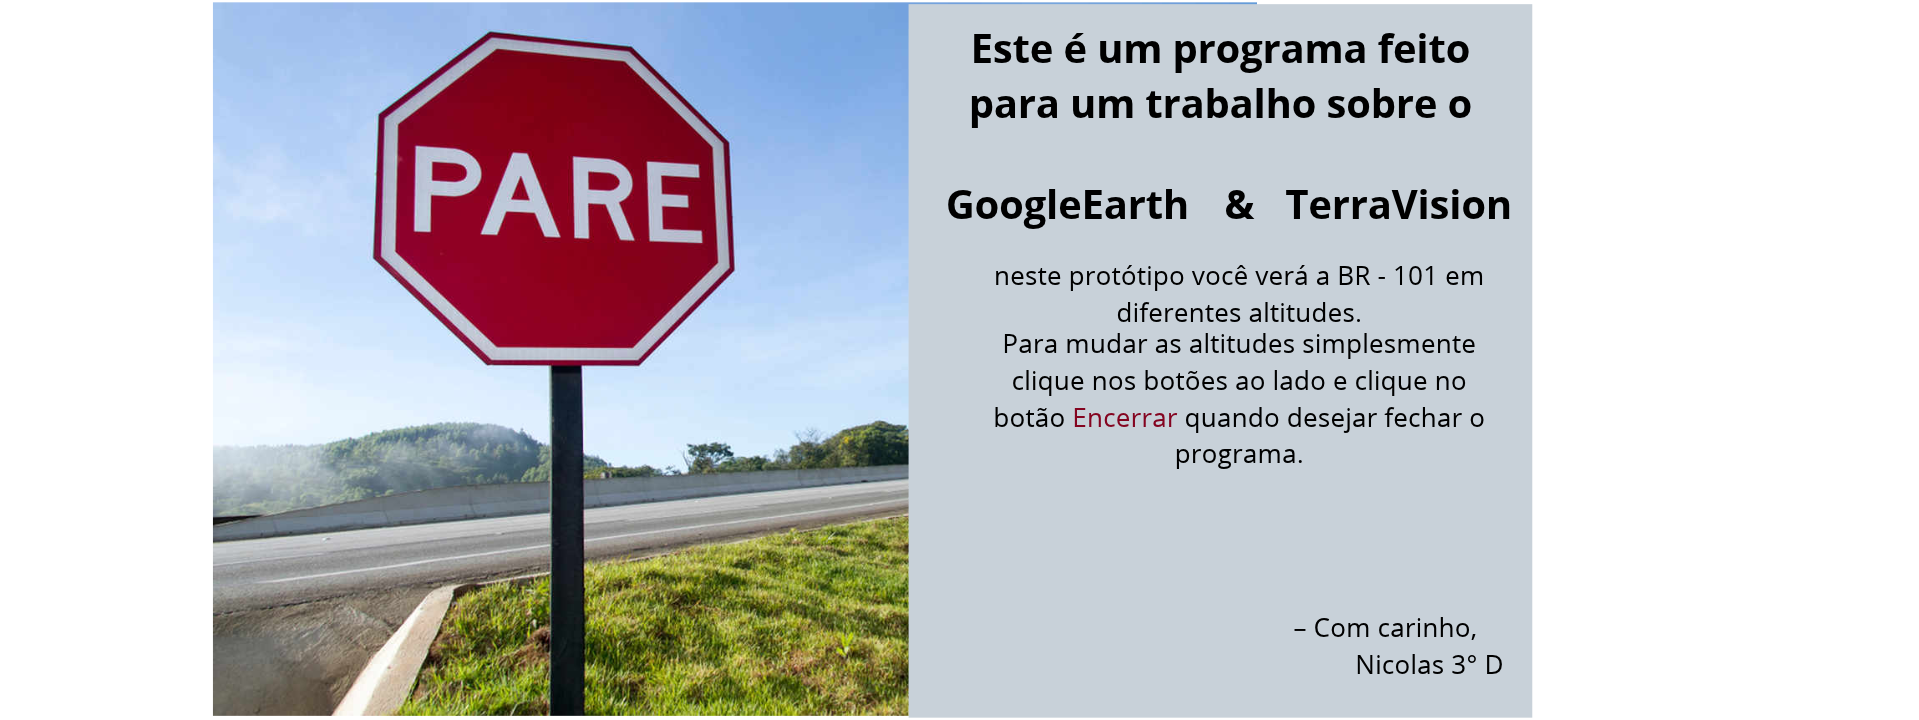 PARE
Este é um programa feito
para um trabalho sobre o
GoogleEarth & TerraVision
neste protótipo você verá a BR - 101 em
diferentes altitudes.
Para mudar as altitudes simplesmente
clique nos botões ao lado e clique no
botão Encerrar quando desejar fechar o
programa.
– Com carinho,
Nicolas 3° D